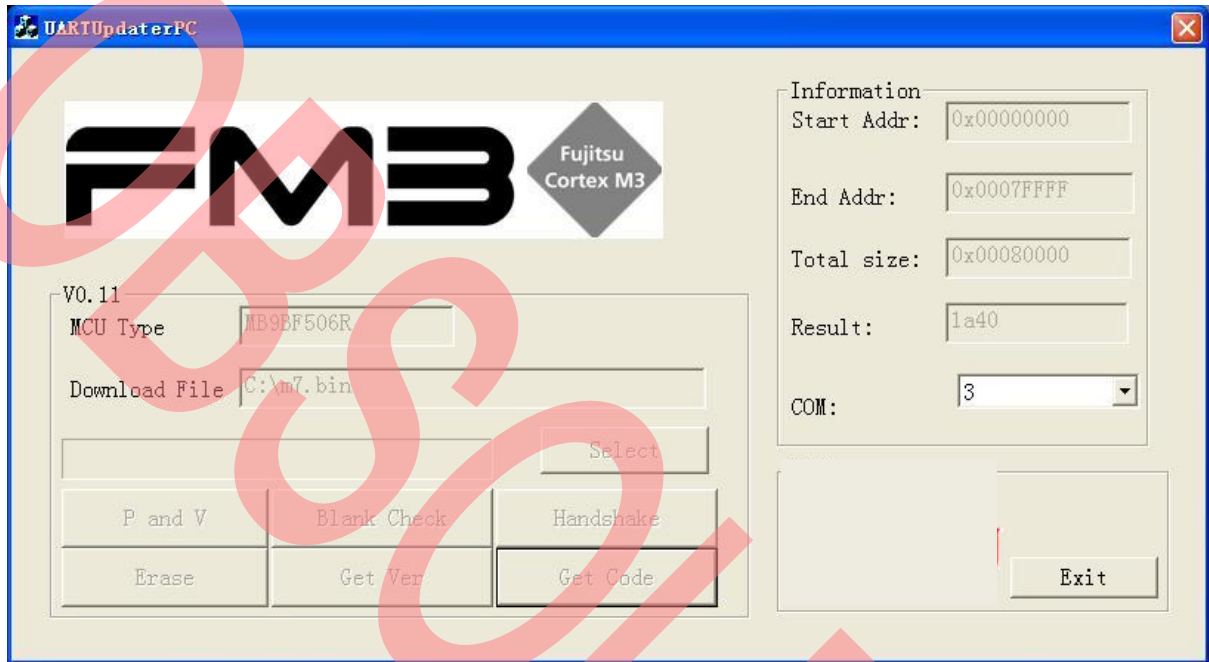 UARTUpdaterPC
FM3
Fujitsu
Cortex M3
V0.11
MCU Type
MB9BF506R
Download File
C:\m7.bin
Select
P and V
Blank Check
Handshake
Erase
Get Ver
Get Code
Information
Start Addr:
0x00000000
End Addr:
0x0007FFFF
Total size:
0x00080000
Result:
1a40
COM:
3
Exit
OBSOL